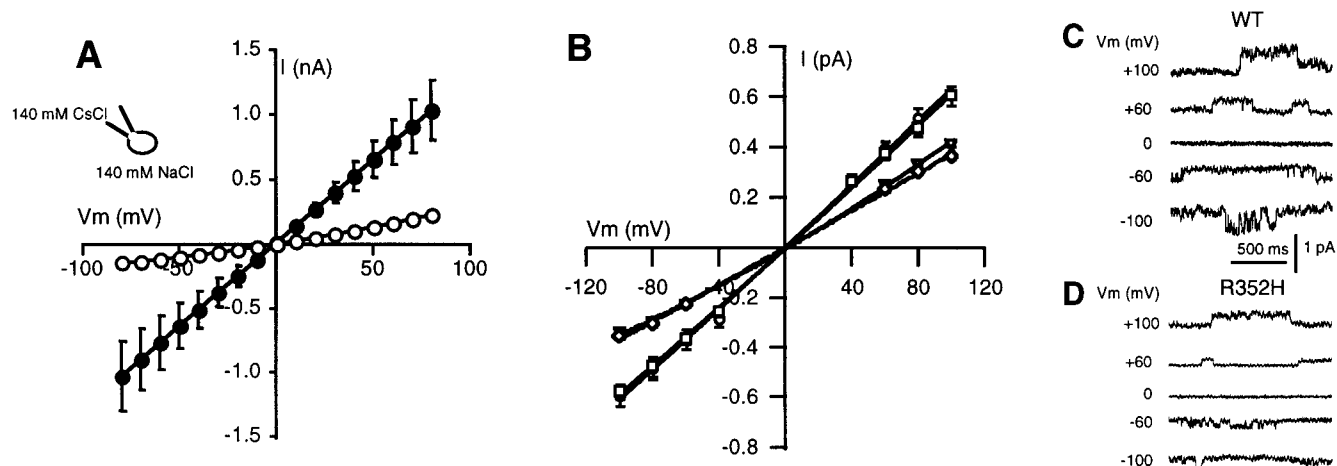 A
I (nA)
1.5
1.0
0.5
-0.5
-1.0
-1.5
140 mM CsCl
140 mM NaCl
Vm (mV)
-100
-50
50
100
B
I (pA)
0.8
0.6
0.4
0.2
-0.2
-0.4
-0.6
-0.8
Vm (mV)
-120
-80
-40
40
80
120
C
WT
Vm (mV)
+100
+60
0
-60
-100
500 ms
1 pA
D
R352H
Vm (mV)
+100
+60
0
-60
-100